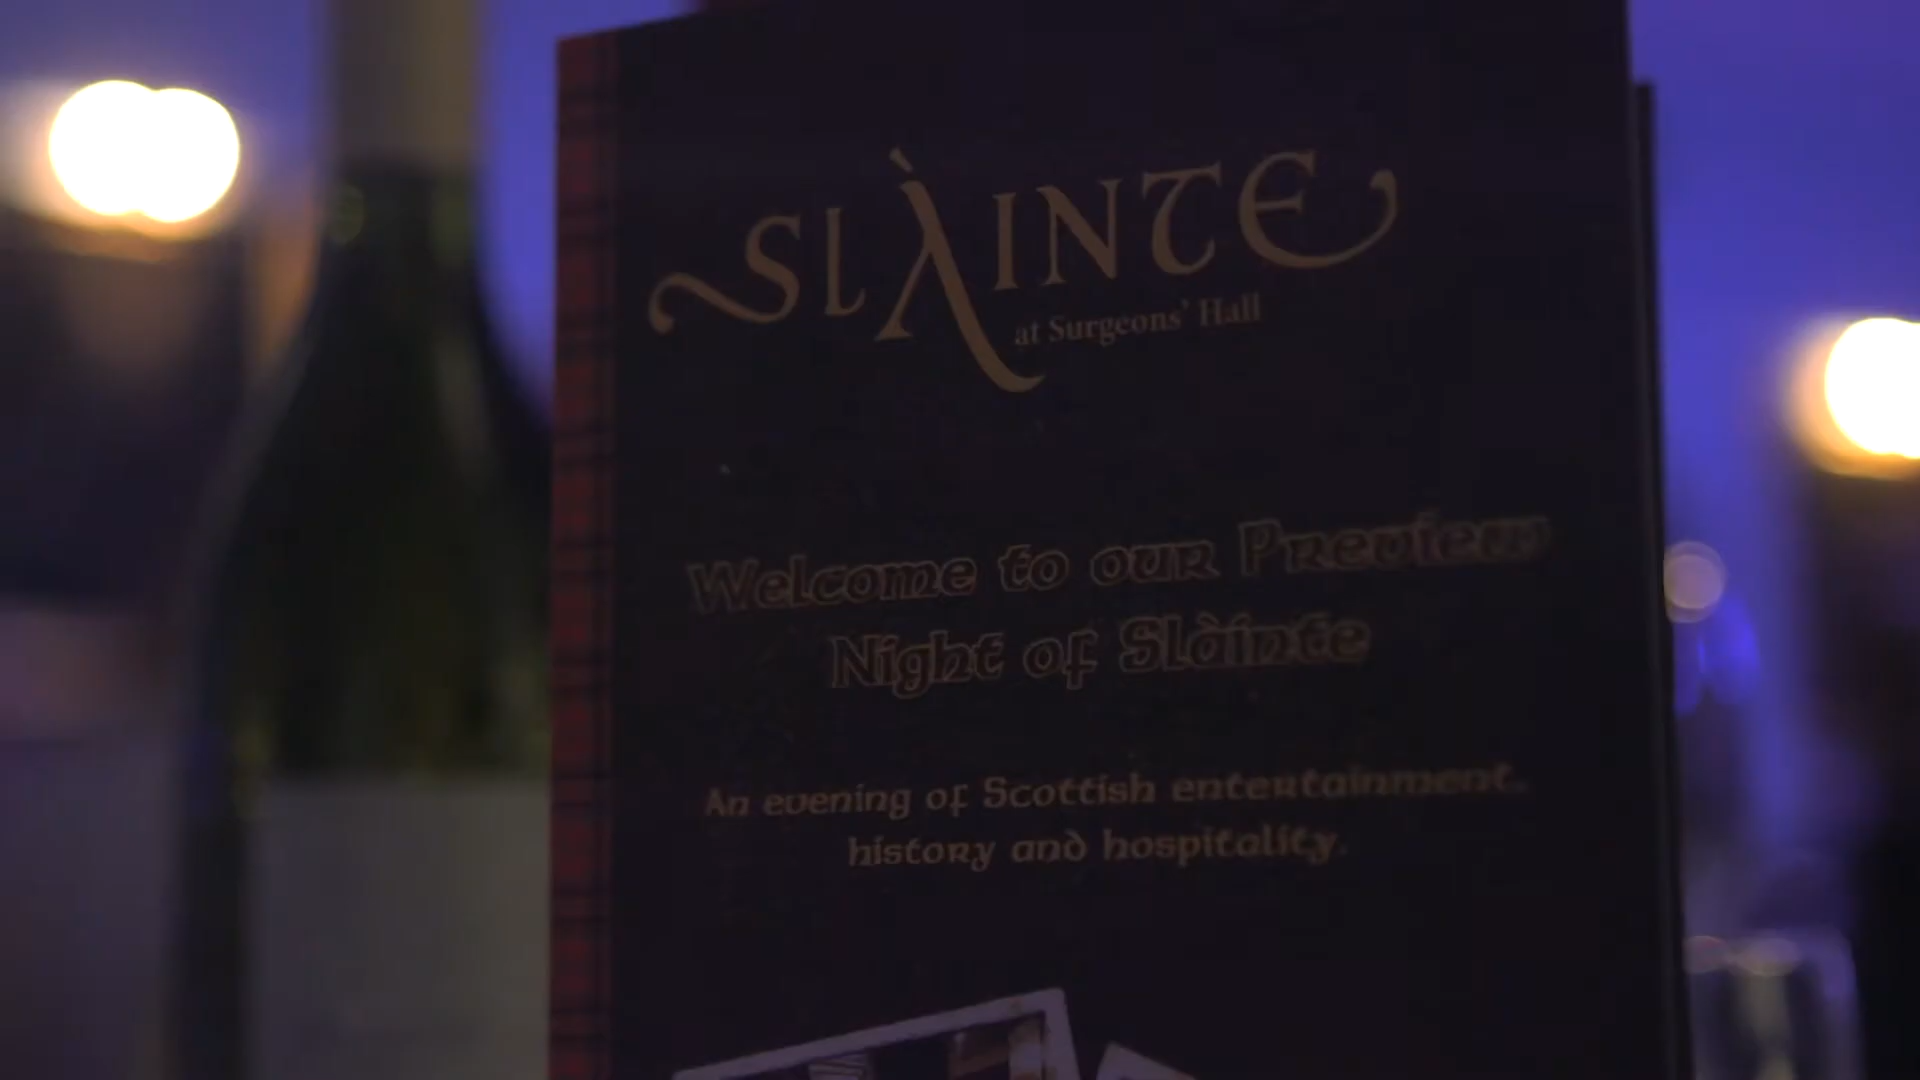 SLÀINTE
at Surgeons' Hall
Welcome to our Preview
Night of Slàinte
An evening of Scottish entertainment,
history and hospitality.